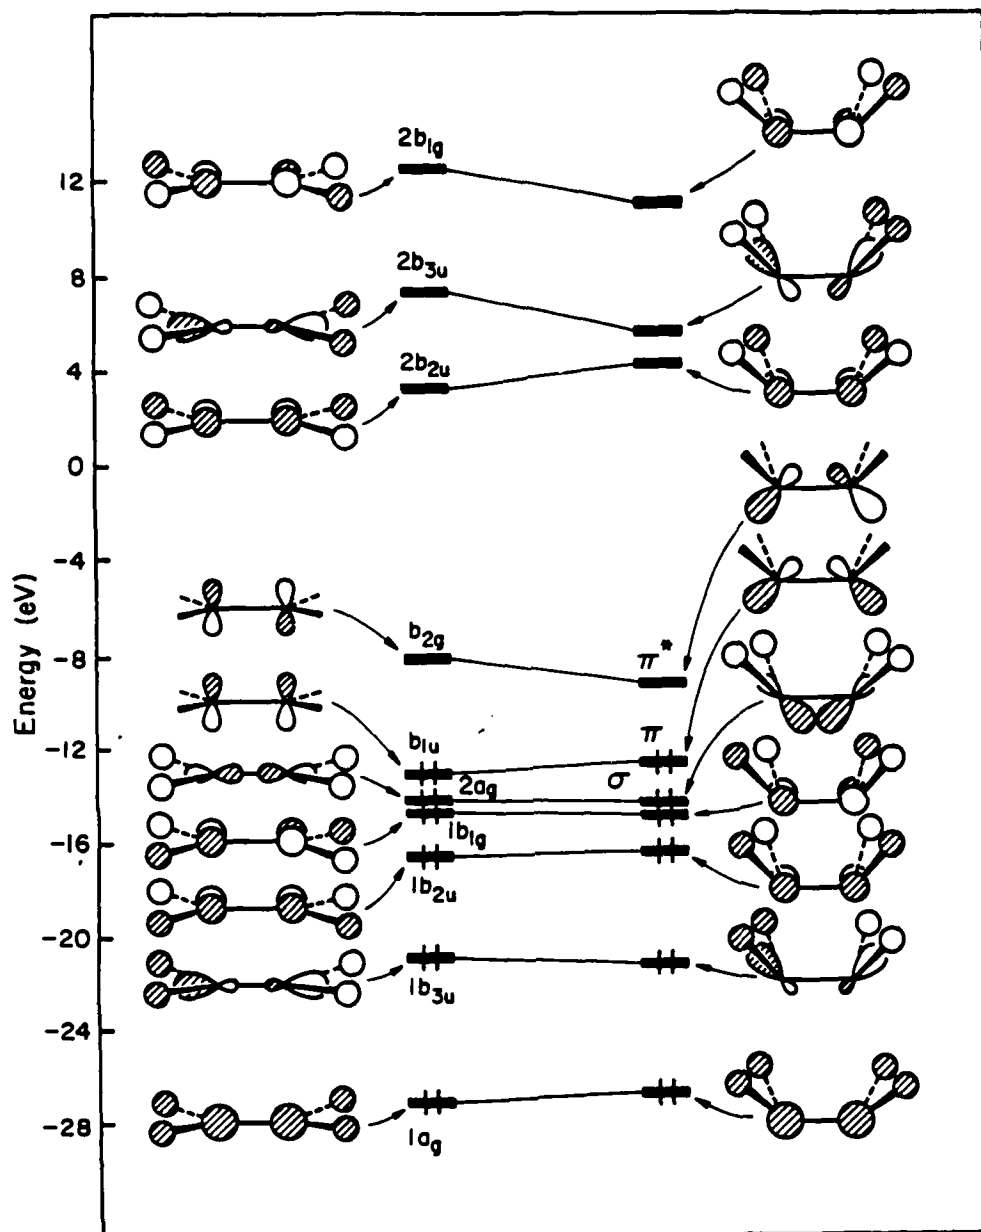 2b1g
12
2b3u
8
2b2u
4
0
-4
Energy (eV)
b2g
-8
π*
b1u
π
-12
2ag
σ
1b1g
-16
1b2u
-20
1b3u
-24
-28
1ag